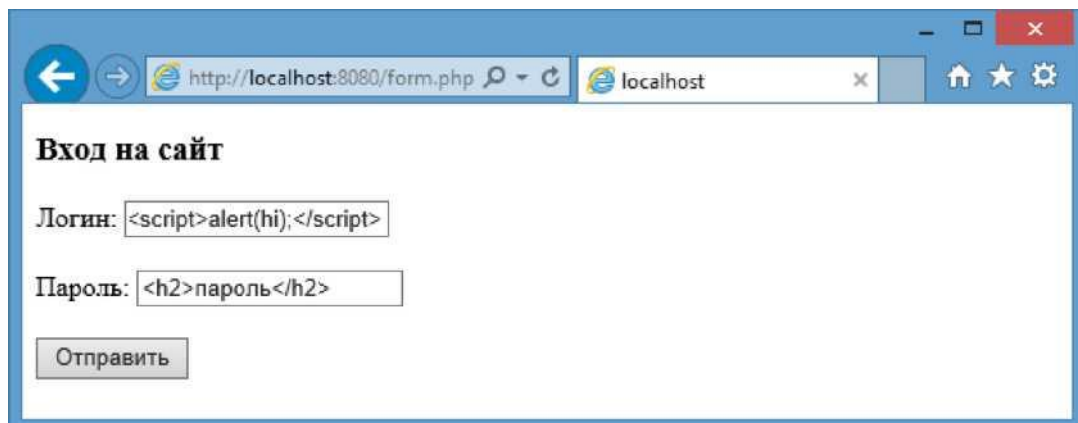 http://localhost:8080/form.php
localhost
Вход на сайт
Логин: <script>alert(hi);</script>
Пароль: <h2>пароль</h2>
Отправить